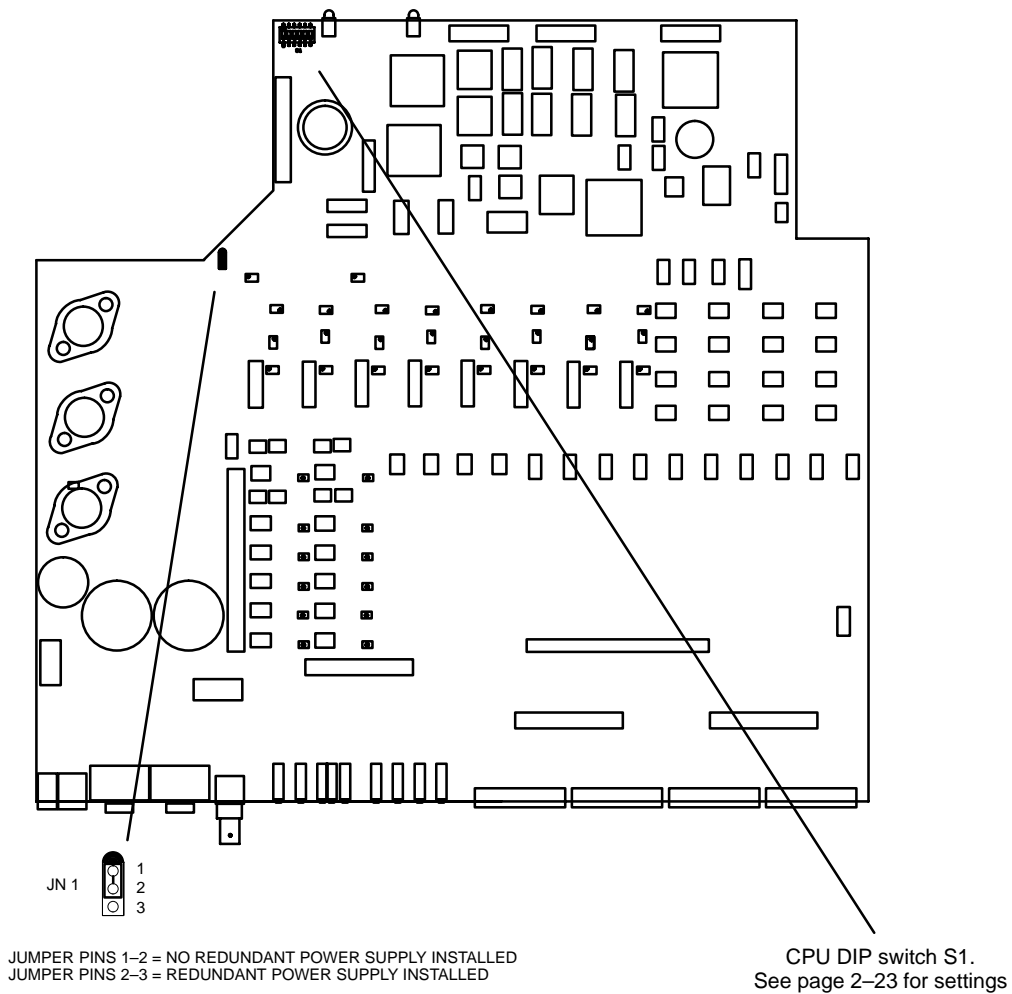 JN 1
1
2
3
JUMPER PINS 1–2 = NO REDUNDANT POWER SUPPLY INSTALLED
JUMPER PINS 2–3 = REDUNDANT POWER SUPPLY INSTALLED
CPU DIP switch S1.
See page 2–23 for settings